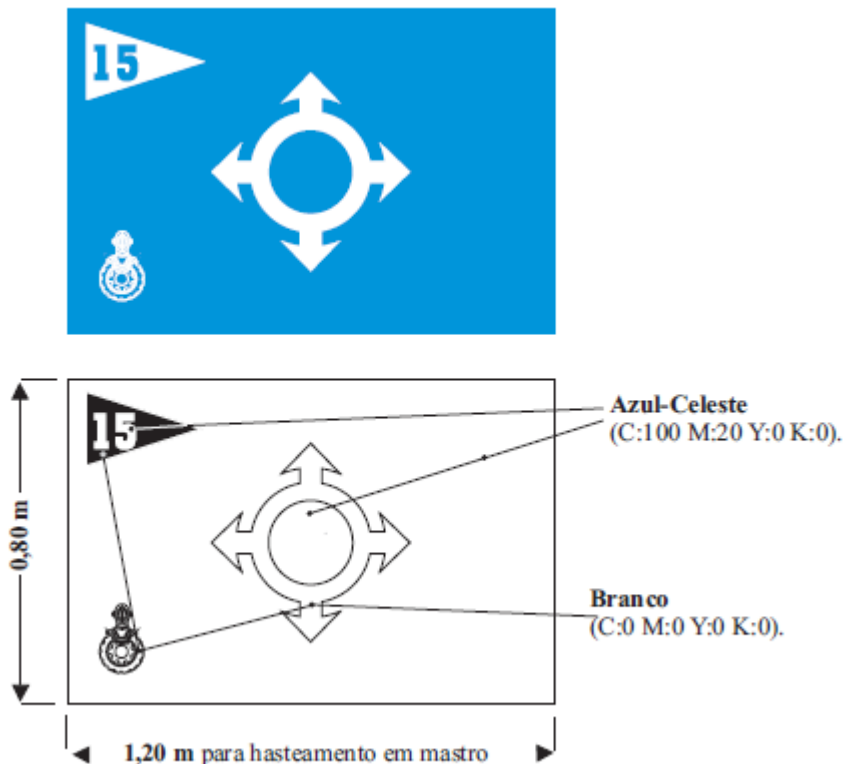 15
15
Azul-Celeste
(C:100 M:20 Y:0 K:0).
0,80 m
Branco
(C:0 M:0 Y:0 K:0).
1,20 m para hasteamento em mastro